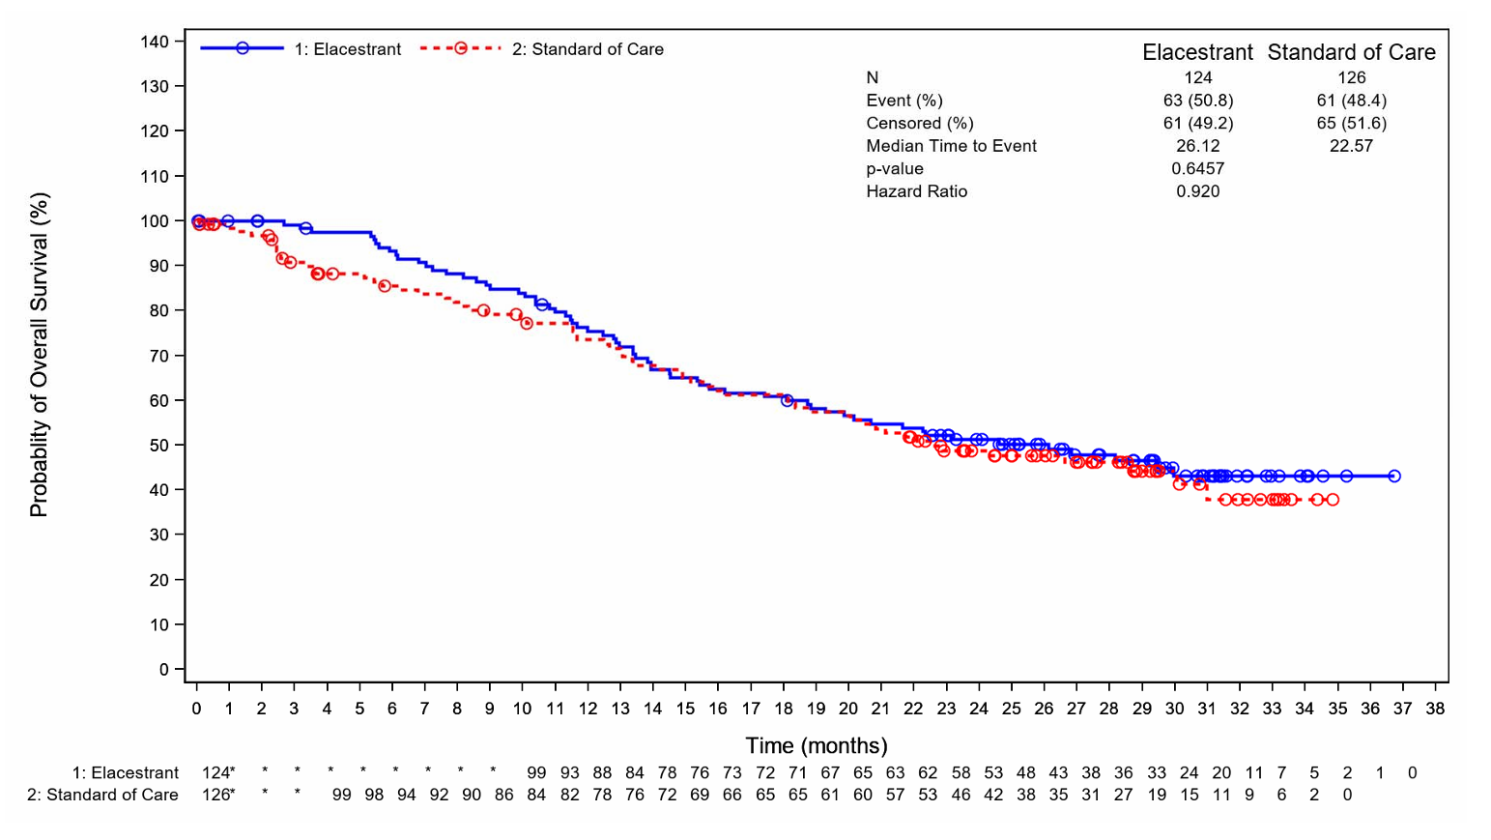 1: Elacestrant 2: Standard of Care
Elacestrant Standard of Care
N 124 126
Event (%) 63 (50.8) 61 (48.4)
Censored (%) 61 (49.2) 65 (51.6)
Median Time to Event 26.12 22.57
p-value 0.6457
Hazard Ratio 0.920
Probablity of Overall Survival (%)
140
130
120
110
100
90
80
70
60
50
40
30
20
10
0
0 1 2 3 4 5 6 7 8 9 10 11 12 13 14 15 16 17 18 19 20 21 22 23 24 25 26 27 28 29 30 31 32 33 34 35 36 37 38
Time (months)
1: Elacestrant 124* * * * * * * * * 99 93 88 84 78 76 73 72 71 67 65 63 62 58 53 48 43 38 36 33 24 20 11 7 5 2 1 0
2: Standard of Care 126* * * 99 98 94 92 90 86 84 82 78 76 72 69 66 65 65 61 60 57 53 46 42 38 35 31 27 19 15 11 9 6 2 0